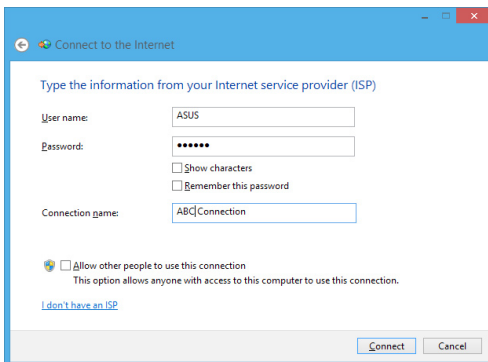 Connect to the Internet
Type the information from your Internet service provider (ISP)
User name: ASUS
Password: ●●●●●●
Show characters
Remember this password
Connection name: ABC Connection
Allow other people to use this connection
This option allows anyone with access to this computer to use this connection.
I don't have an ISP
Connect Cancel